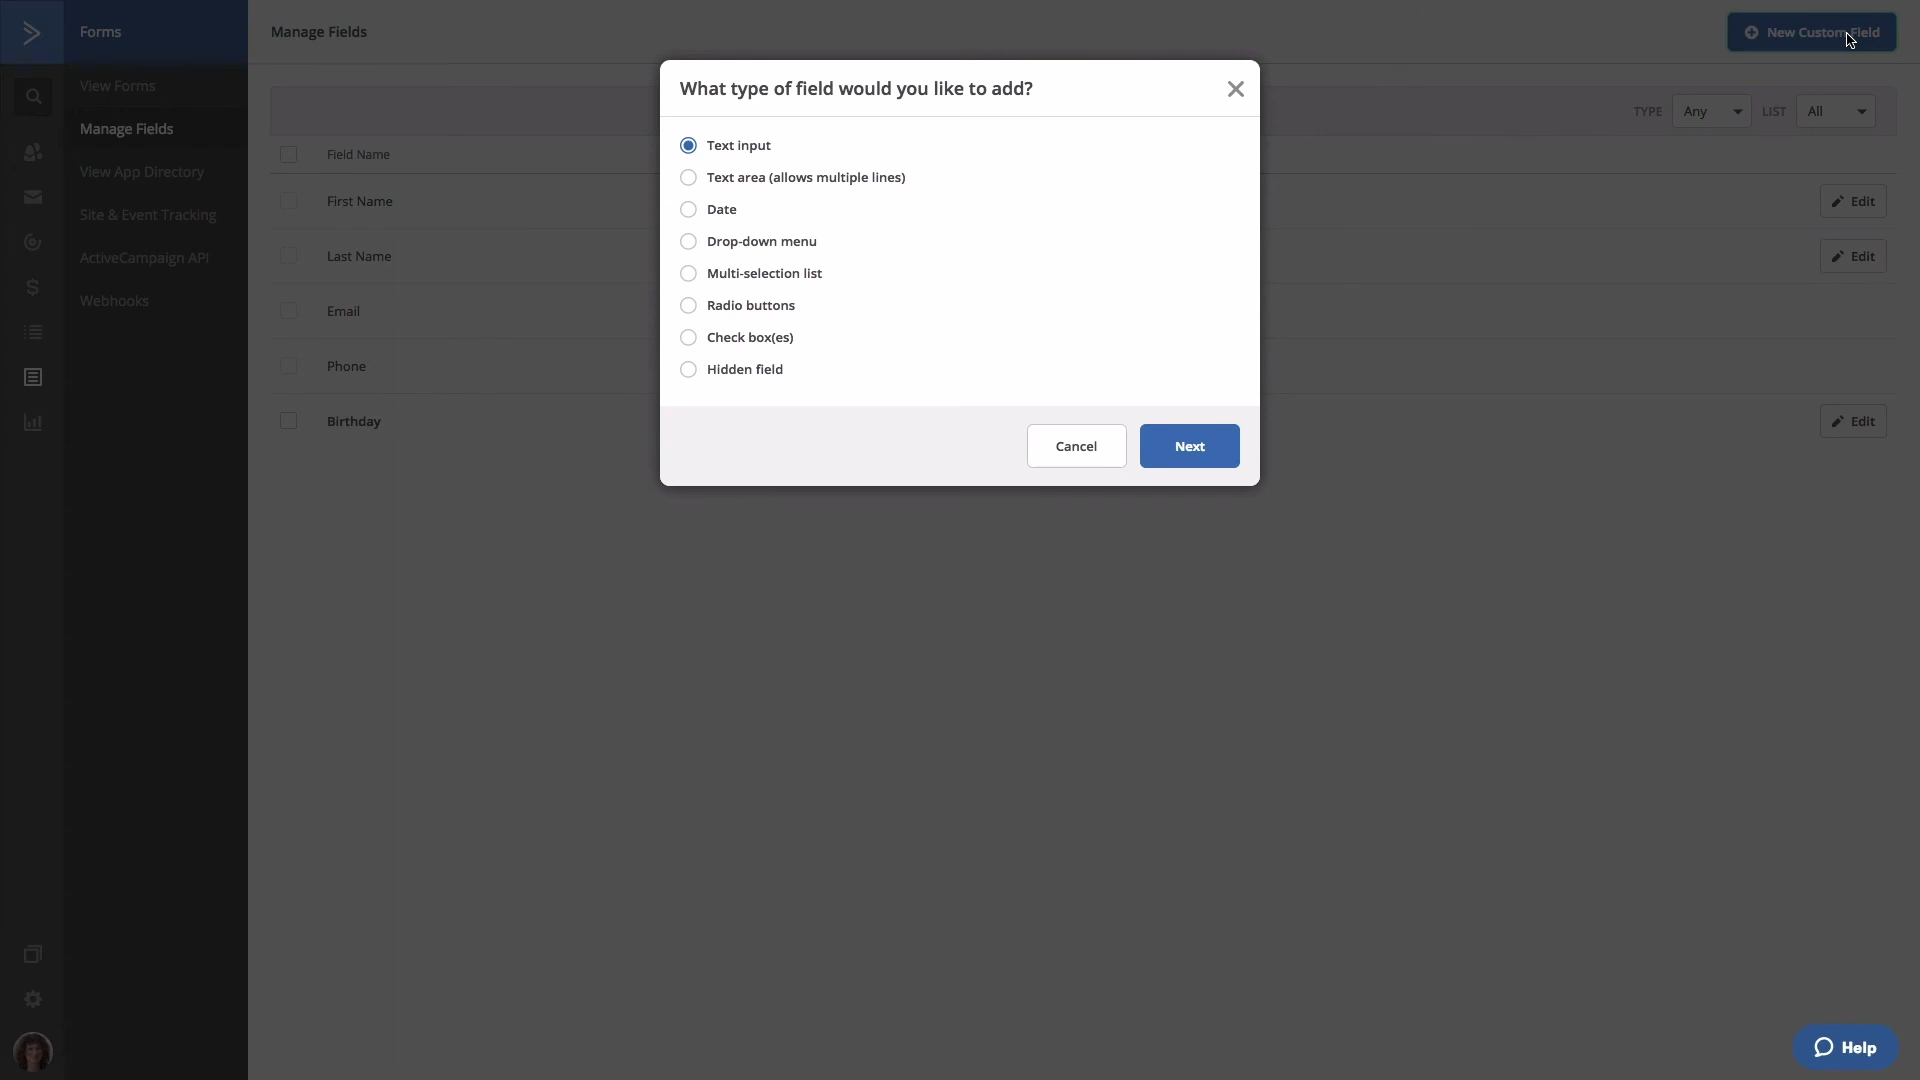 Forms
Manage Fields
New Custom Field
View Forms
Manage Fields
View App Directory
Site & Event Tracking
ActiveCampaign API
Webhooks
TYPE Any LIST All
Field Name
First Name Edit
Last Name Edit
Email
Phone
Birthday Edit
What type of field would you like to add?
Text input
Text area (allows multiple lines)
Date
Drop-down menu
Multi-selection list
Radio buttons
Check box(es)
Hidden field
Cancel Next
Help